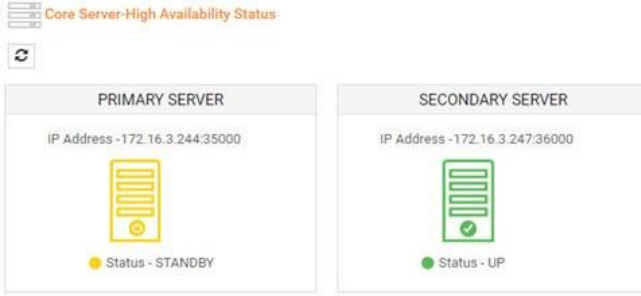 Core Server-High Availability Status
PRIMARY SERVER
IP Address -172.16.3.244:35000
Status - STANDBY
SECONDARY SERVER
IP Address -172.16.3.247:36000
Status - UP